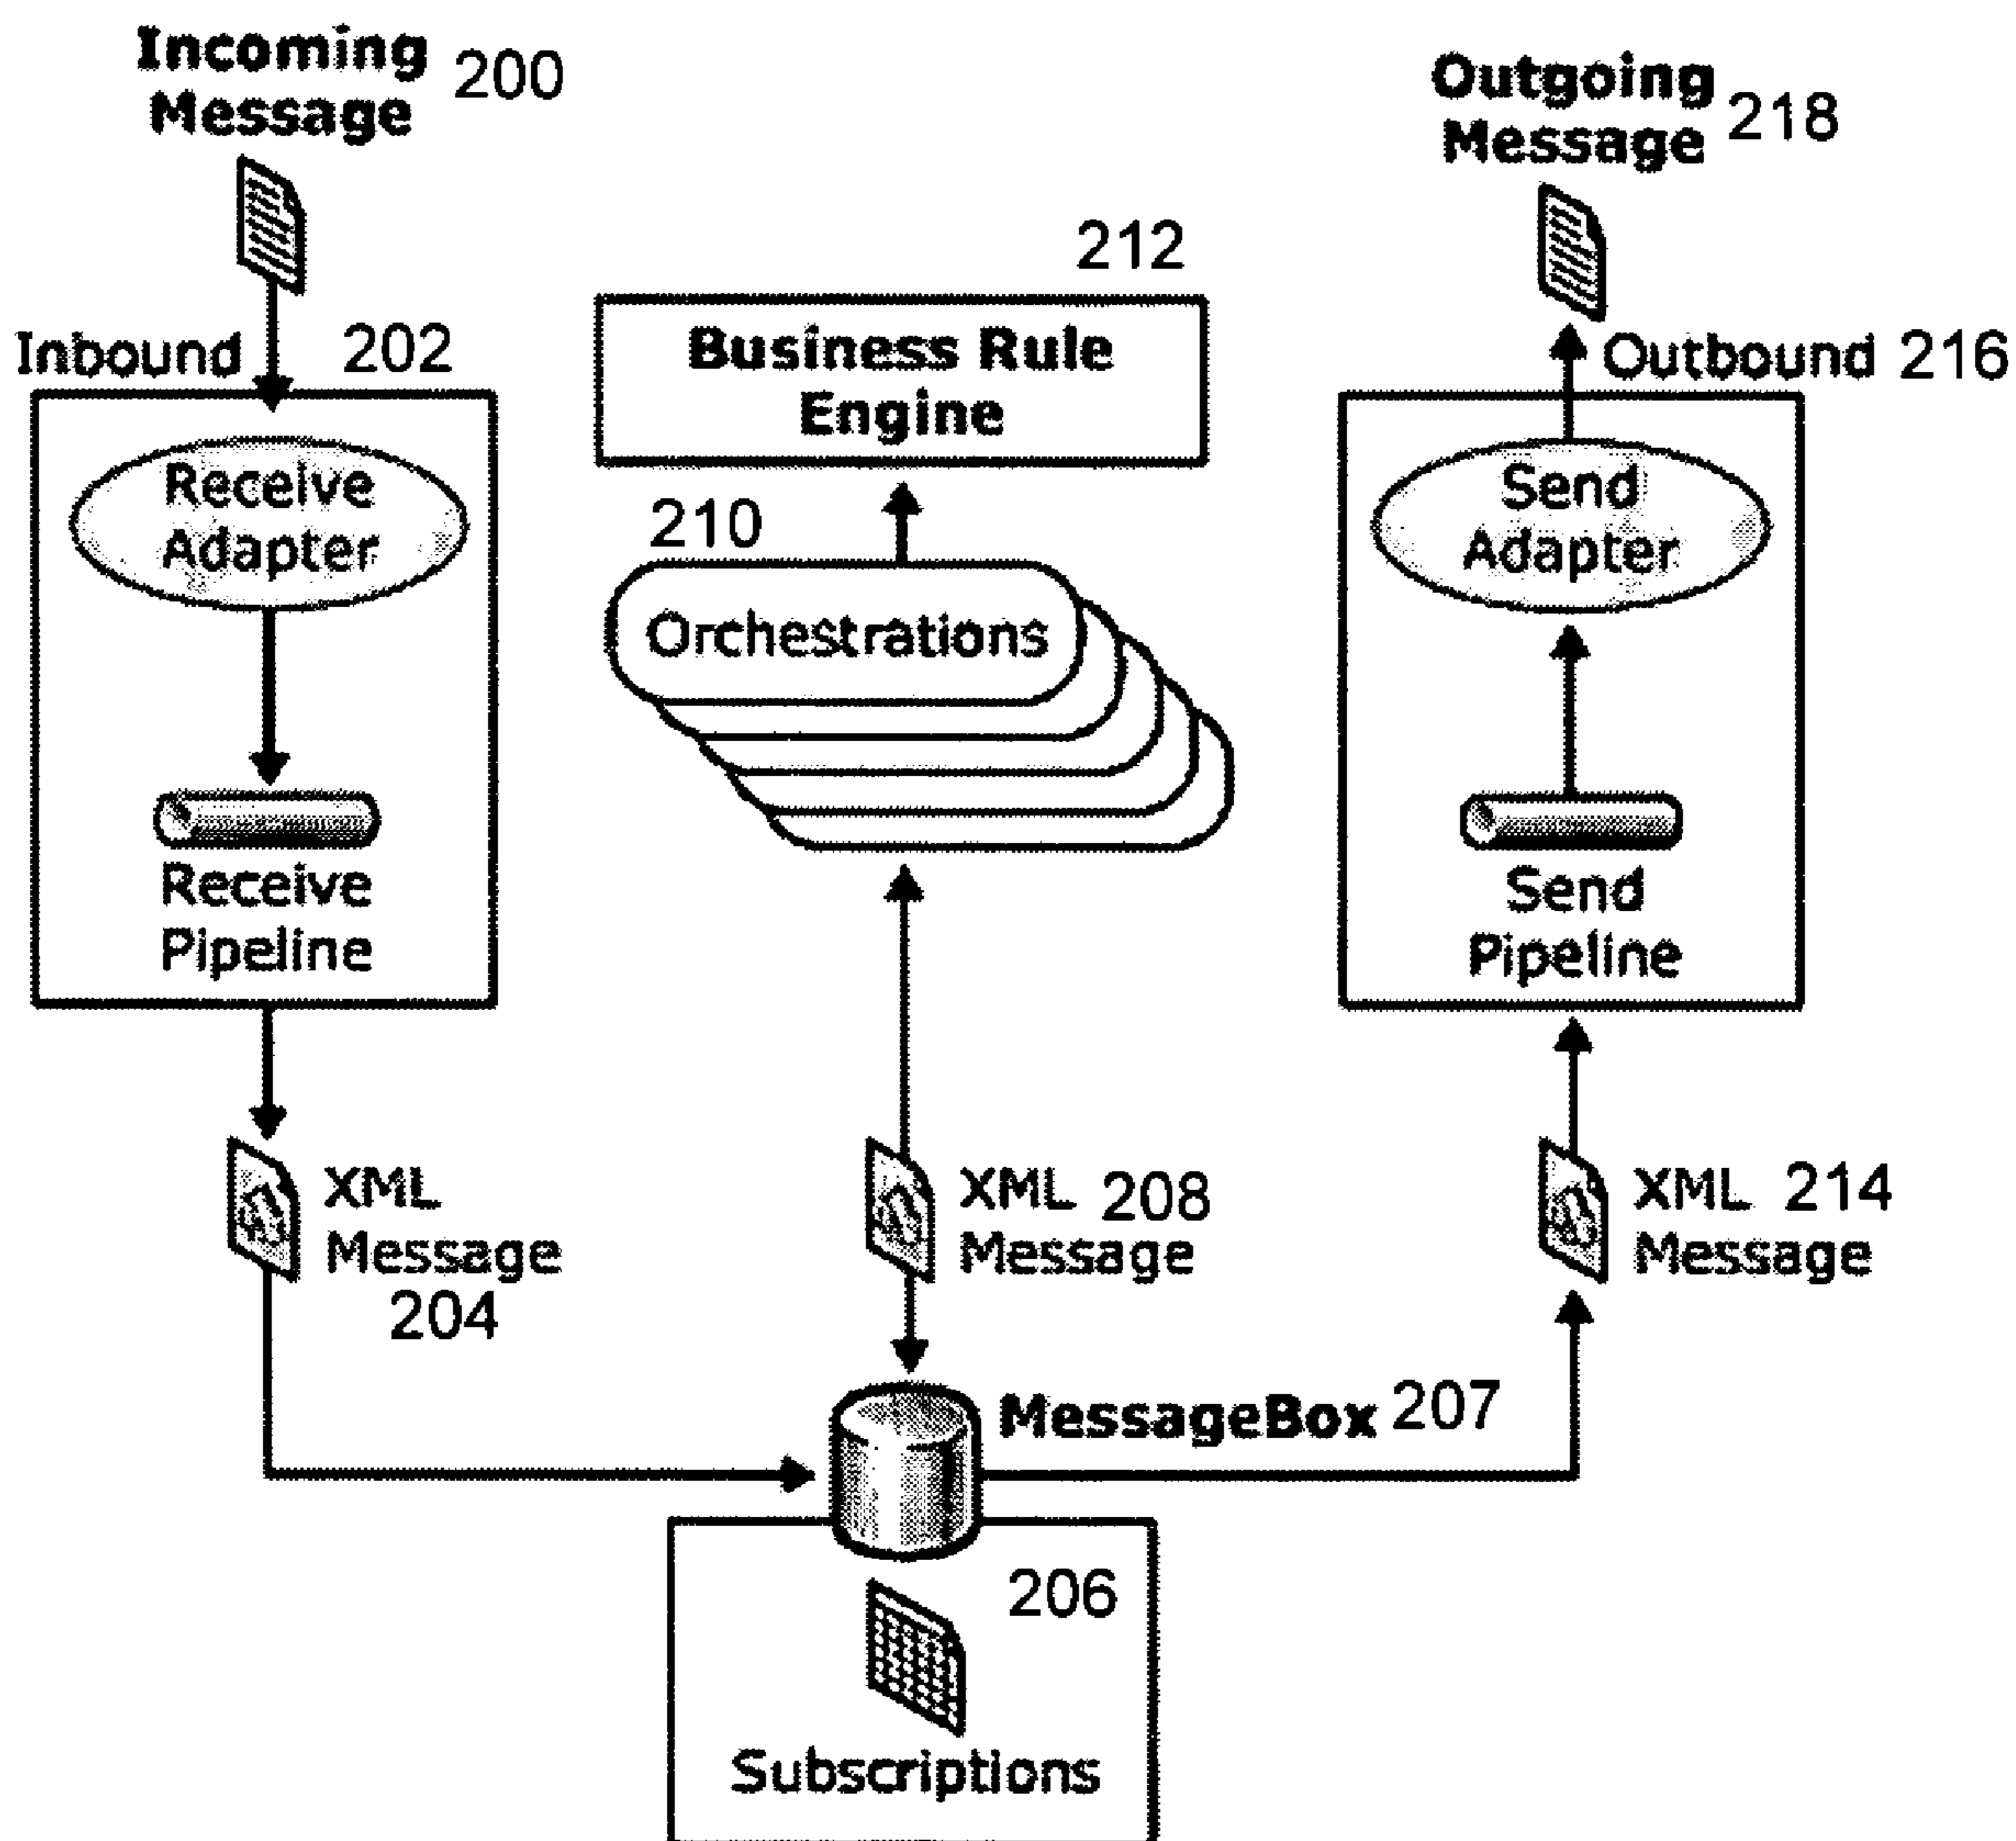 Incoming
Message 200
Outgoing
Message 218
212
Inbound 202
Business Rule
Engine
Outbound 216
Receive
Adapter
210
Orchestrations
Send
Adapter
Receive
Pipeline
Send
Pipeline
XML
Message
204
XML 208
Message
XML 214
Message
MessageBox 207
206
Subscriptions